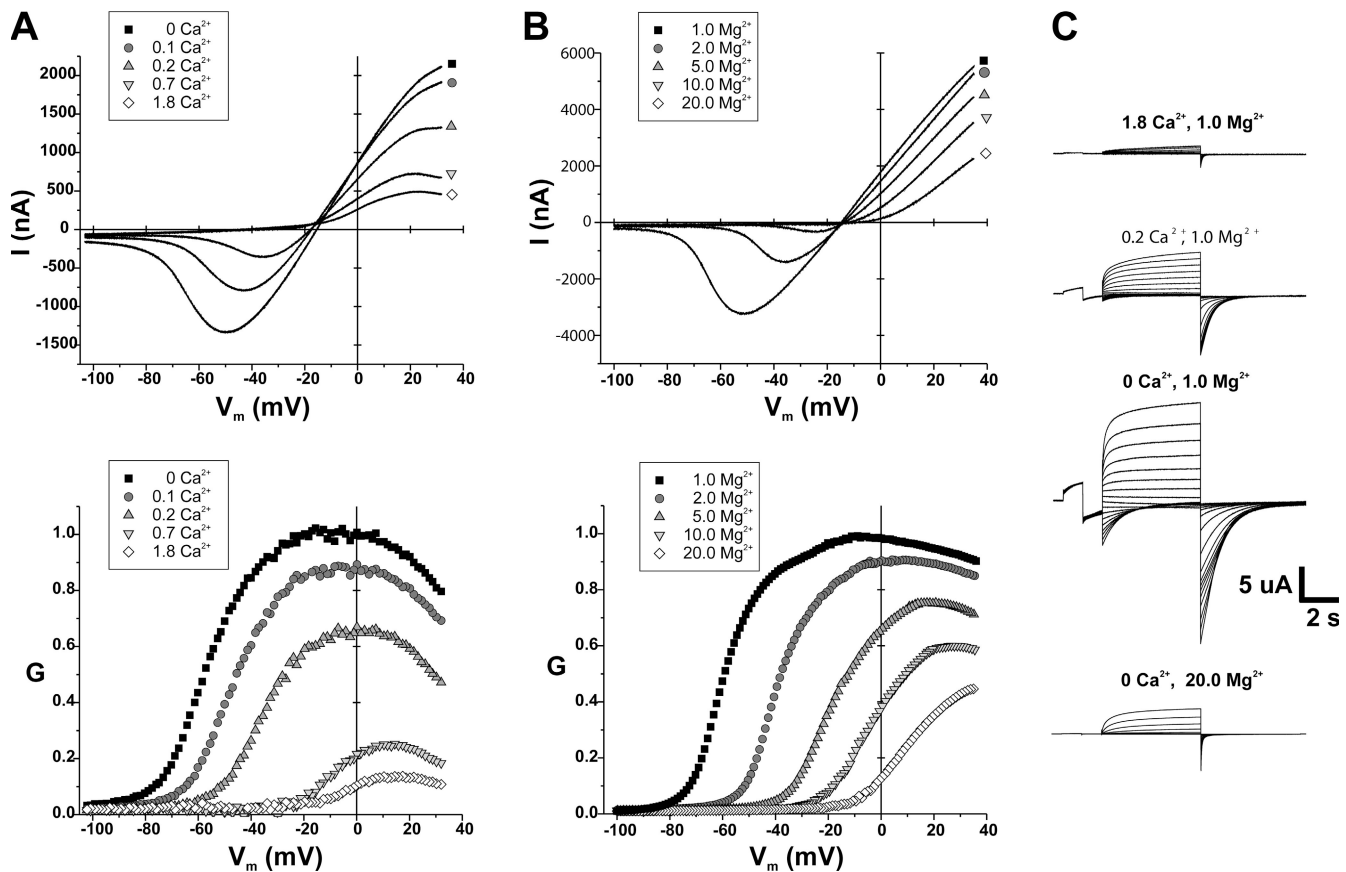 A
0 Ca²⁺
0.1 Ca²⁺
0.2 Ca²⁺
0.7 Ca²⁺
1.8 Ca²⁺
2000
1500
1000
500
0
-500
-1000
-1500
I (nA)
-100 -80 -60 -40 -20 0 20 40
Vₘ (mV)
B
1.0 Mg²⁺
2.0 Mg²⁺
5.0 Mg²⁺
10.0 Mg²⁺
20.0 Mg²⁺
6000
4000
2000
0
-2000
-4000
I (nA)
-100 -80 -60 -40 -20 0 20 40
Vₘ (mV)
C
1.8 Ca²⁺, 1.0 Mg²⁺
0.2 Ca²⁺, 1.0 Mg²⁺
0 Ca²⁺, 1.0 Mg²⁺
5 uA
2 s
0 Ca²⁺, 20.0 Mg²⁺
0 Ca²⁺
0.1 Ca²⁺
0.2 Ca²⁺
0.7 Ca²⁺
1.8 Ca²⁺
1.0
0.8
0.6
0.4
0.2
0.0
G
-100 -80 -60 -40 -20 0 20 40
Vₘ (mV)
1.0 Mg²⁺
2.0 Mg²⁺
5.0 Mg²⁺
10.0 Mg²⁺
20.0 Mg²⁺
1.0
0.8
0.6
0.4
0.2
0.0
G
-100 -80 -60 -40 -20 0 20 40
Vₘ (mV)